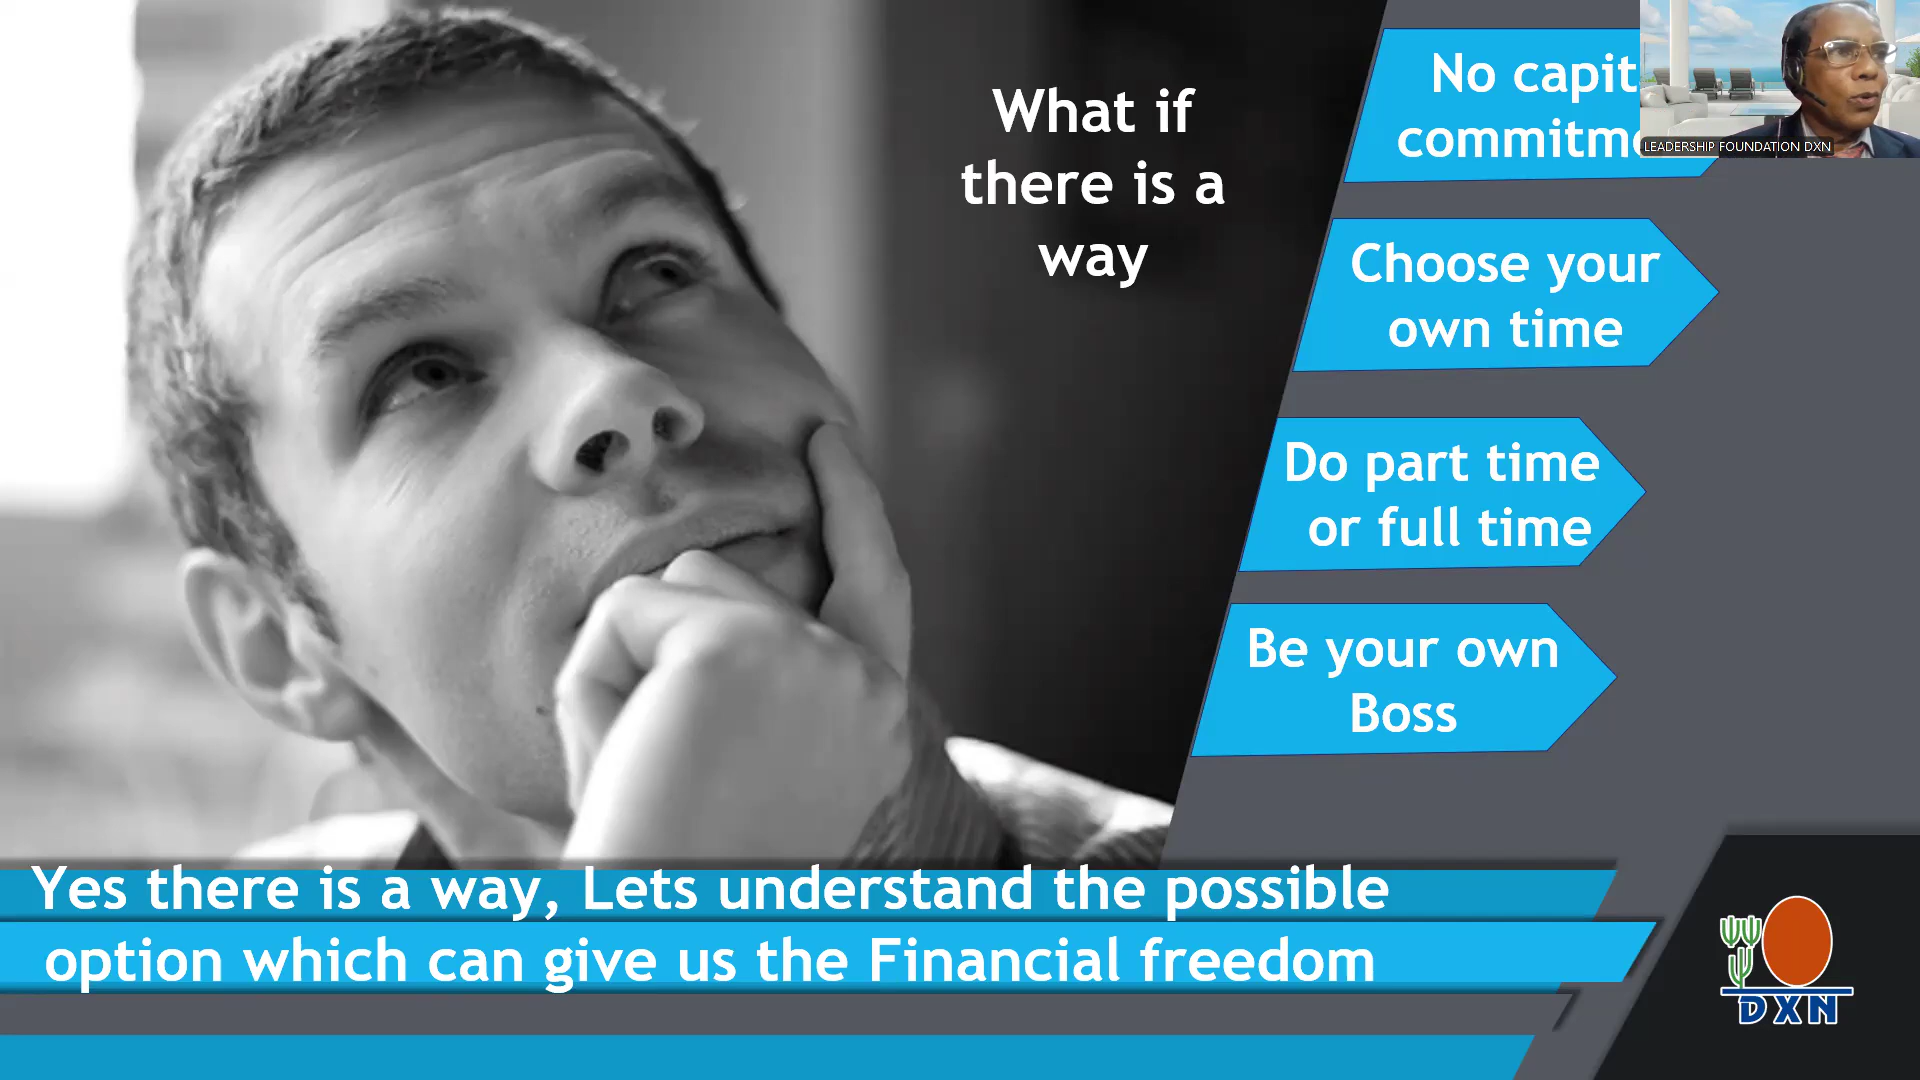 What if
there is a
way
No capit
commitm
LEADERSHIP FOUNDATION DXN
Choose your
own time
Do part time
or full time
Be your own
Boss
Yes there is a way, Lets understand the possible
option which can give us the Financial freedom
DXN